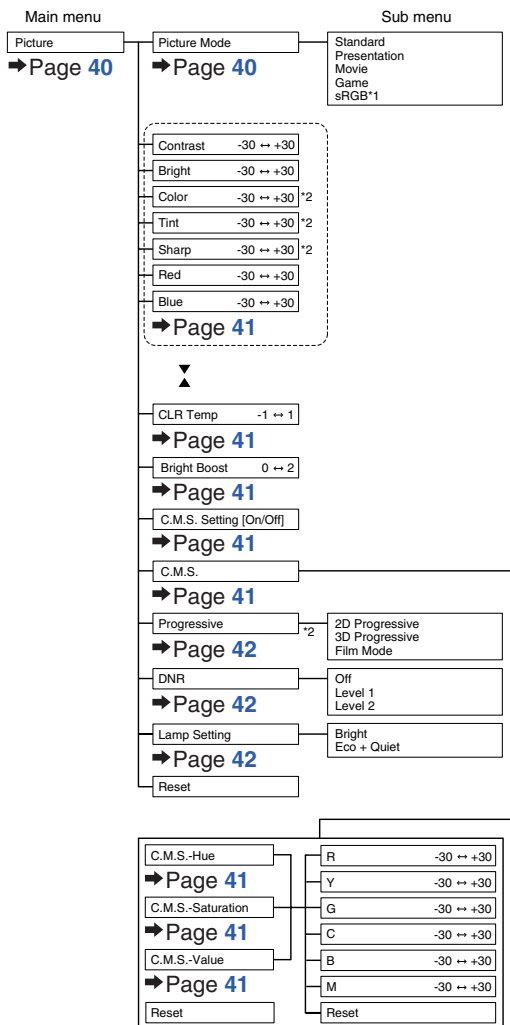 Main menu
Sub menu
Picture
➡Page 40
Picture Mode
➡Page 40
Standard
Presentation
Movie
Game
sRGB*1
Contrast -30 ↔ +30
Bright -30 ↔ +30
Color -30 ↔ +30 *2
Tint -30 ↔ +30 *2
Sharp -30 ↔ +30 *2
Red -30 ↔ +30
Blue -30 ↔ +30
➡Page 41
CLR Temp -1 ↔ 1
➡Page 41
Bright Boost 0 ↔ 2
➡Page 41
C.M.S. Setting [On/Off]
➡Page 41
C.M.S.
➡Page 41
Progressive *2
➡Page 42
2D Progressive
3D Progressive
Film Mode
DNR
➡Page 42
Off
Level 1
Level 2
Lamp Setting
➡Page 42
Bright
Eco + Quiet
Reset
C.M.S.-Hue
➡Page 41
C.M.S.-Saturation
➡Page 41
C.M.S.-Value
➡Page 41
Reset
R -30 ↔ +30
Y -30 ↔ +30
G -30 ↔ +30
C -30 ↔ +30
B -30 ↔ +30
M -30 ↔ +30
Reset